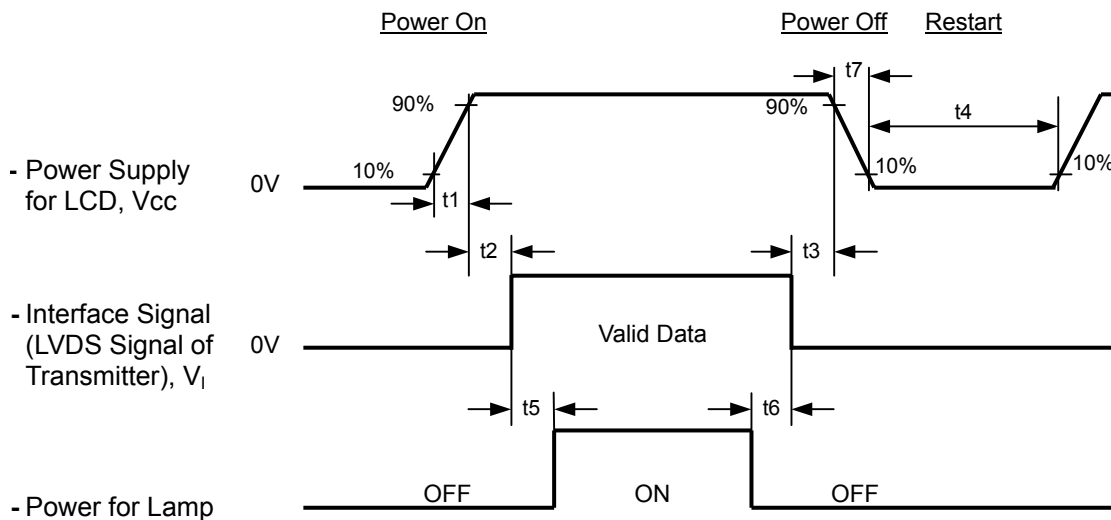 Power On
Power Off
Restart
t7
90%
90%
t4
- Power Supply
for LCD, Vcc
0V
10%
10%
10%
t1
t2
t3
- Interface Signal
(LVDS Signal of
Transmitter), VI
0V
Valid Data
t5
t6
- Power for Lamp
OFF
ON
OFF